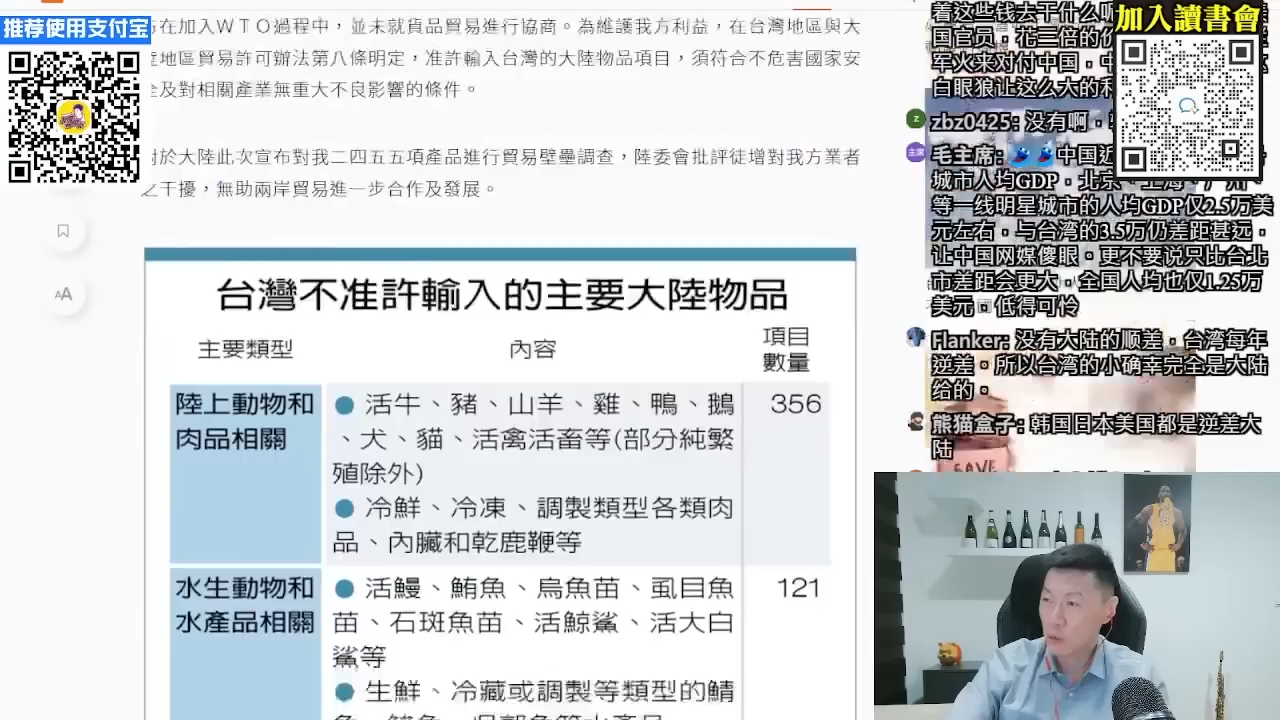 推荐使用支付宝
在加入WTO過程中，並未就貨品貿易進行諮商。為維護我方利益，在台灣地區與大
地區貿易許可辦法第八條明定，准許輸入台灣的大陸物品項目，須符合不危害國家安
全及對相關產業無重大不良影響的條件。
對於大陸此次宣布對我二四五五項產品進行貿易壁壘調查，陸委會批評徒增對我方業者
之干擾，無助兩岸貿易進一步合作及發展。
AA
台灣不准許輸入的主要大陸物品
主要類型
內容
項目
數量
陸上動物和
肉品相關
● 活牛、豬、山羊、雞、鴨、鵝
、犬、貓、活禽活畜等(部分純繁
殖除外)
● 冷鮮、冷凍、調製類型各類肉
品、內臟和乾鹿鞭等
356
水生動物和
水產品相關
● 活鰻、鮪魚、烏魚苗、虱目魚
苗、石斑魚苗、活鯨鯊、活大白
鯊等
● 生鮮、冷藏或調製等類型的鯖
121
加入讀書會
着这些钱去干什么
国官员，花三倍的
军火来对付中国，
白眼狼让这么大的
zbz0425: 没有啊，
毛主席: 中国
城市人均GDP，北京、上海、广州、
等一线明星城市的人均GDP仅2.5万美
元左右，与台湾的3.5万仍差距甚远，
让中国网媒傻眼。更不要说只比台北
市差距会更大，全国人均也仅1.25万
美元，低得可怜
Flanker: 没有大陆的顺差，台湾每年
逆差。所以台湾的小确幸完全是大陆
给的。
熊猫盒子: 韩国日本美国都是逆差大
陆
SAVE